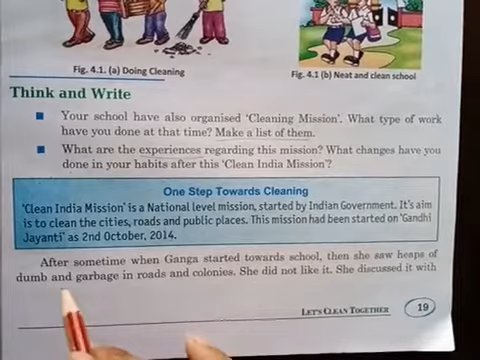 Fig. 4.1. (a) Doing Cleaning
Fig. 4.1 (b) Neat and clean school
Think and Write
Your school have also organised 'Cleaning Mission'. What type of work
have you done at that time? Make a list of them.
What are the experiences regarding this mission? What changes have you
done in your habits after this 'Clean India Mission'?
One Step Towards Cleaning
'Clean India Mission' is a National level mission, started by Indian Government. It's aim
is to clean the cities, roads and public places. This mission had been started on 'Gandhi
Jayanti' as 2nd October, 2014.
After sometime when Ganga started towards school, then she saw heaps of
dumb and garbage in roads and colonies. She did not like it. She discussed it with
LET'S CLEAN TOGETHER
19